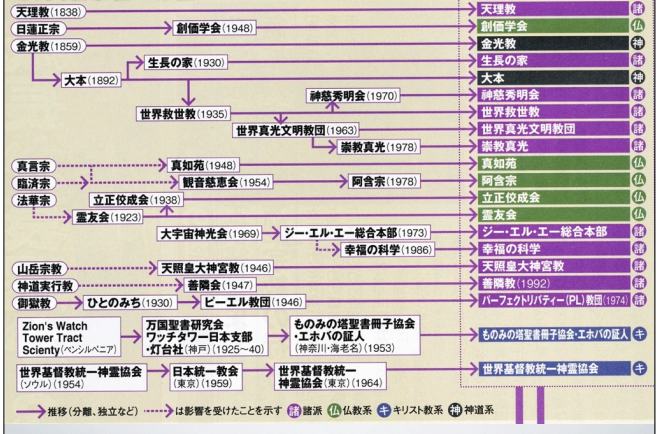 天理教(1838) 天理教 諸
日蓮正宗 創価学会(1948) 創価学会 仏
金光教(1859) 金光教 神
生長の家(1930) 生長の家 諸
大本(1892) 大本 神
神慈秀明会(1970) 神慈秀明会 諸
世界救世教(1935) 世界救世教 諸
世界真光文明教団(1963) 世界真光文明教団 諸
崇教真光(1978) 崇教真光 諸
真言宗 真如苑(1948) 真如苑 仏
臨済宗 観音慈恵会(1954) 阿含宗(1978) 阿含宗 仏
法華宗 立正佼成会(1938) 立正佼成会 仏
霊友会(1923) 霊友会 仏
大宇宙神光会(1969) ジー・エル・エー総合本部(1973) ジー・エル・エー総合本部 諸
幸福の科学(1986) 幸福の科学 諸
山岳宗教 天照皇大神宮教(1946) 天照皇大神宮教 諸
神道実行教 善隣会(1947) 善隣教(1992) 諸
御嶽教 ひとのみち(1930) ピーエル教団(1946) パーフェクトリバティー(PL)教団(1974) 諸
Zion's Watch
Tower Tract
Scienty(ペンシルベニア)
万国聖書研究会
ワッチタワー日本支部
・灯台社(神戸)(1925〜40)
ものみの塔聖書冊子協会
・エホバの証人
(神奈川・海老名)(1953)
ものみの塔聖書冊子協会・エホバの証人 キ
世界基督教統一神霊協会
(ソウル)(1954)
日本統一教会
(東京)(1959)
世界基督教統一
神霊協会(東京)(1964)
世界基督教統一神霊協会 キ
推移(分離、独立など) は影響を受けたことを示す 諸 諸派 仏 仏教系 キ キリスト教系 神 神道系